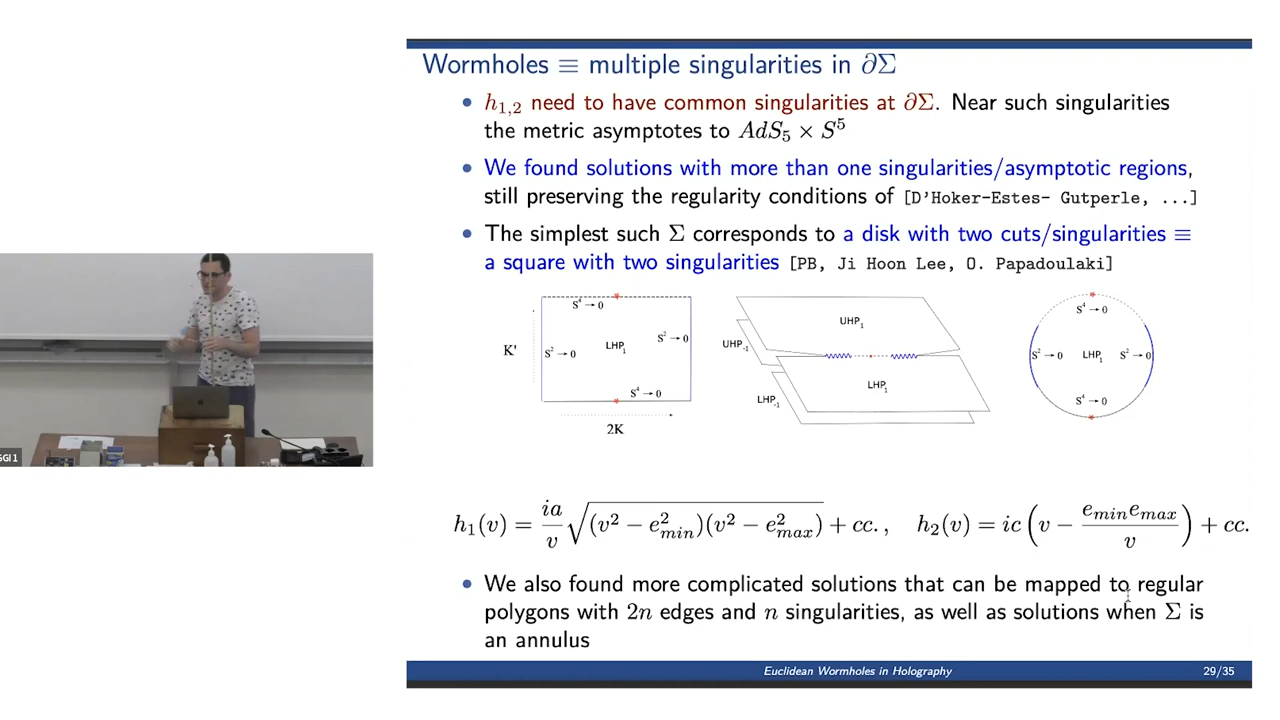 Wormholes ≡ multiple singularities in ∂Σ
• h₁,₂ need to have common singularities at ∂Σ. Near such singularities
the metric asymptotes to AdS₅ × S⁵
• We found solutions with more than one singularities/asymptotic regions,
still preserving the regularity conditions of [D'Hoker-Estes- Gutperle, ...]
• The simplest such Σ corresponds to a disk with two cuts/singularities ≡
a square with two singularities [PB, Ji Hoon Lee, O. Papadoulaki]
S⁴ → 0
K'
S² → 0
LHP₁
S² → 0
S⁴ → 0
2K
UHP₁
UHP₋₁
LHP₁
LHP₋₁
S⁴ → 0
S² → 0
LHP₁
S² → 0
S⁴ → 0
h₁(v) = ia/v √((v² − e²_min)(v² − e²_max)) + cc. , h₂(v) = ic (v − e_min e_max / v) + cc.
• We also found more complicated solutions that can be mapped to regular
polygons with 2n edges and n singularities, as well as solutions when Σ is
an annulus
Euclidean Wormholes in Holography
29/35
GGI 1